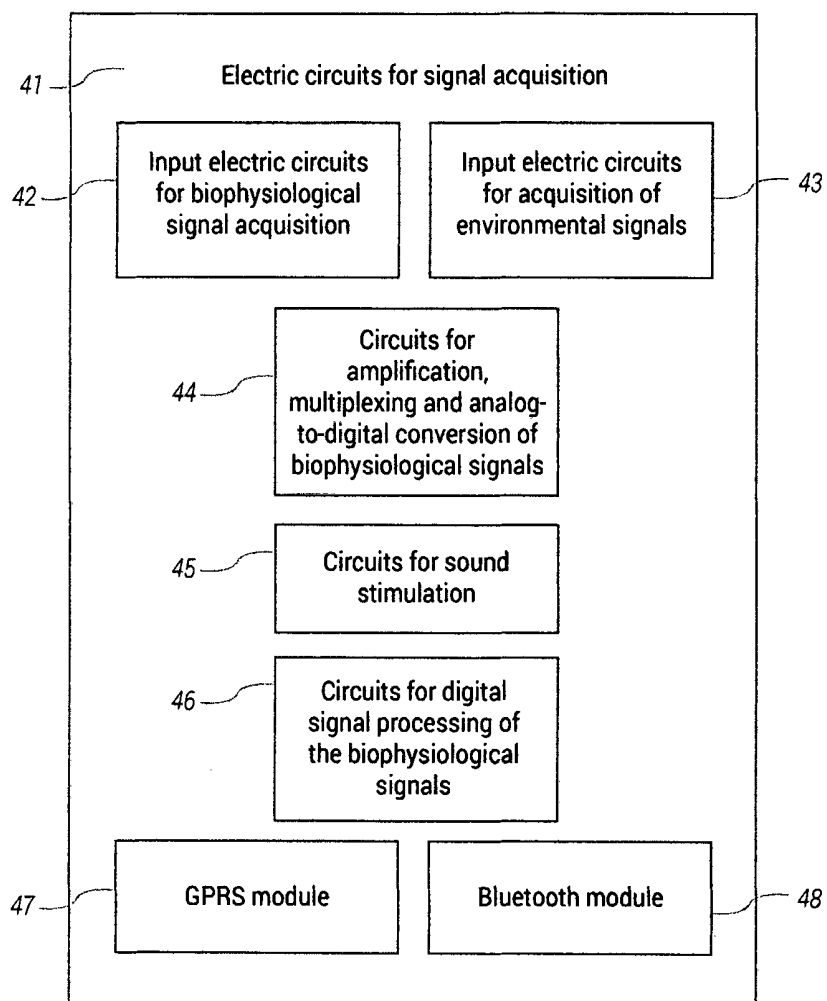 41
Electric circuits for signal acquisition
42
Input electric circuits
for biophysiological
signal acquisition
Input electric circuits
for acquisition of
environmental signals
43
44
Circuits for
amplification,
multiplexing and analog-
to-digital conversion of
biophysiological signals
45
Circuits for sound
stimulation
46
Circuits for digital
signal processing of
the biophysiological
signals
47
GPRS module
Bluetooth module
48